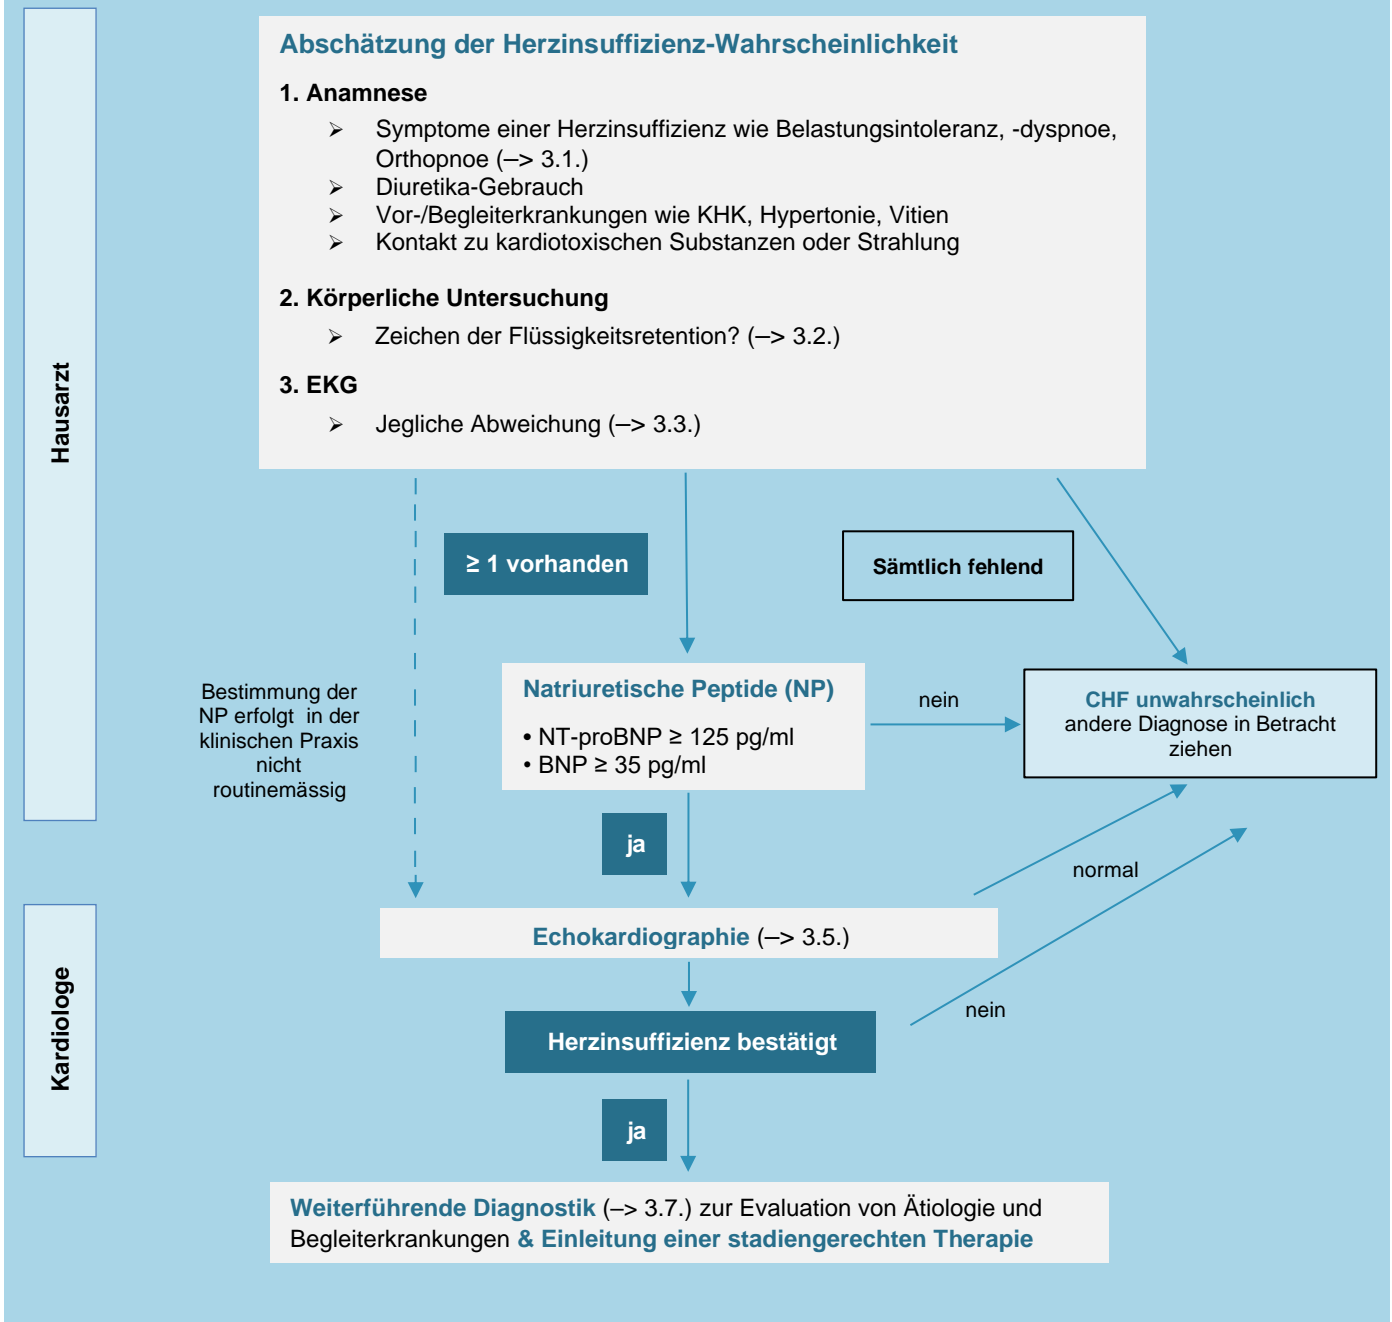 Hausarzt
Abschätzung der Herzinsuffizienz-Wahrscheinlichkeit
1. Anamnese
➢ Symptome einer Herzinsuffizienz wie Belastungsintoleranz, -dyspnoe,
Orthopnoe (–> 3.1.)
➢ Diuretika-Gebrauch
➢ Vor-/Begleiterkrankungen wie KHK, Hypertonie, Vitien
➢ Kontakt zu kardiotoxischen Substanzen oder Strahlung
2. Körperliche Untersuchung
➢ Zeichen der Flüssigkeitsretention? (–> 3.2.)
3. EKG
➢ Jegliche Abweichung (–> 3.3.)
≥ 1 vorhanden
Sämtlich fehlend
Bestimmung der
NP erfolgt in der
klinischen Praxis
nicht
routinemässig
Natriuretische Peptide (NP)
• NT-proBNP ≥ 125 pg/ml
• BNP ≥ 35 pg/ml
nein
CHF unwahrscheinlich
andere Diagnose in Betracht
ziehen
ja
normal
Kardiologe
Echokardiographie (–> 3.5.)
nein
Herzinsuffizienz bestätigt
ja
Weiterführende Diagnostik (–> 3.7.) zur Evaluation von Ätiologie und
Begleiterkrankungen & Einleitung einer stadiengerechten Therapie